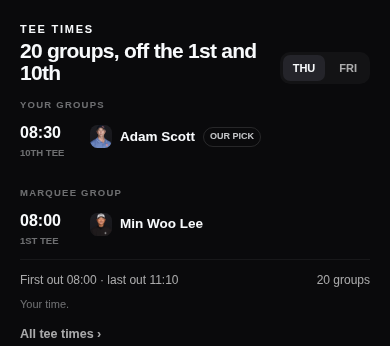 TEE TIMES
20 groups, off the 1st and
10th
THU FRI
YOUR GROUPS
08:30 Adam Scott OUR PICK
10TH TEE
MARQUEE GROUP
08:00 Min Woo Lee
1ST TEE
First out 08:00 · last out 11:10 20 groups
Your time.
All tee times ›